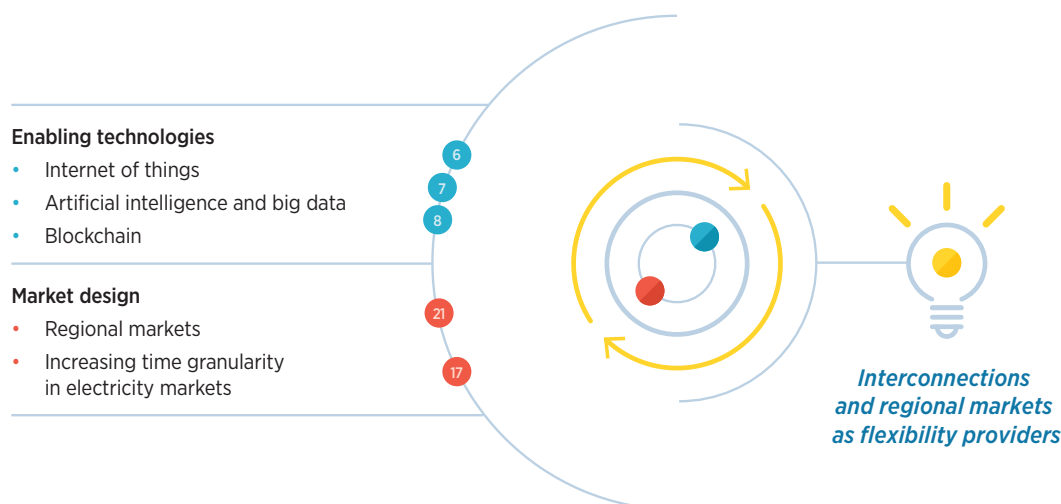 Enabling technologies
• Internet of things
• Artificial intelligence and big data
• Blockchain
6
7
8
Market design
• Regional markets
• Increasing time granularity
in electricity markets
21
17
Interconnections
and regional markets
as flexibility providers